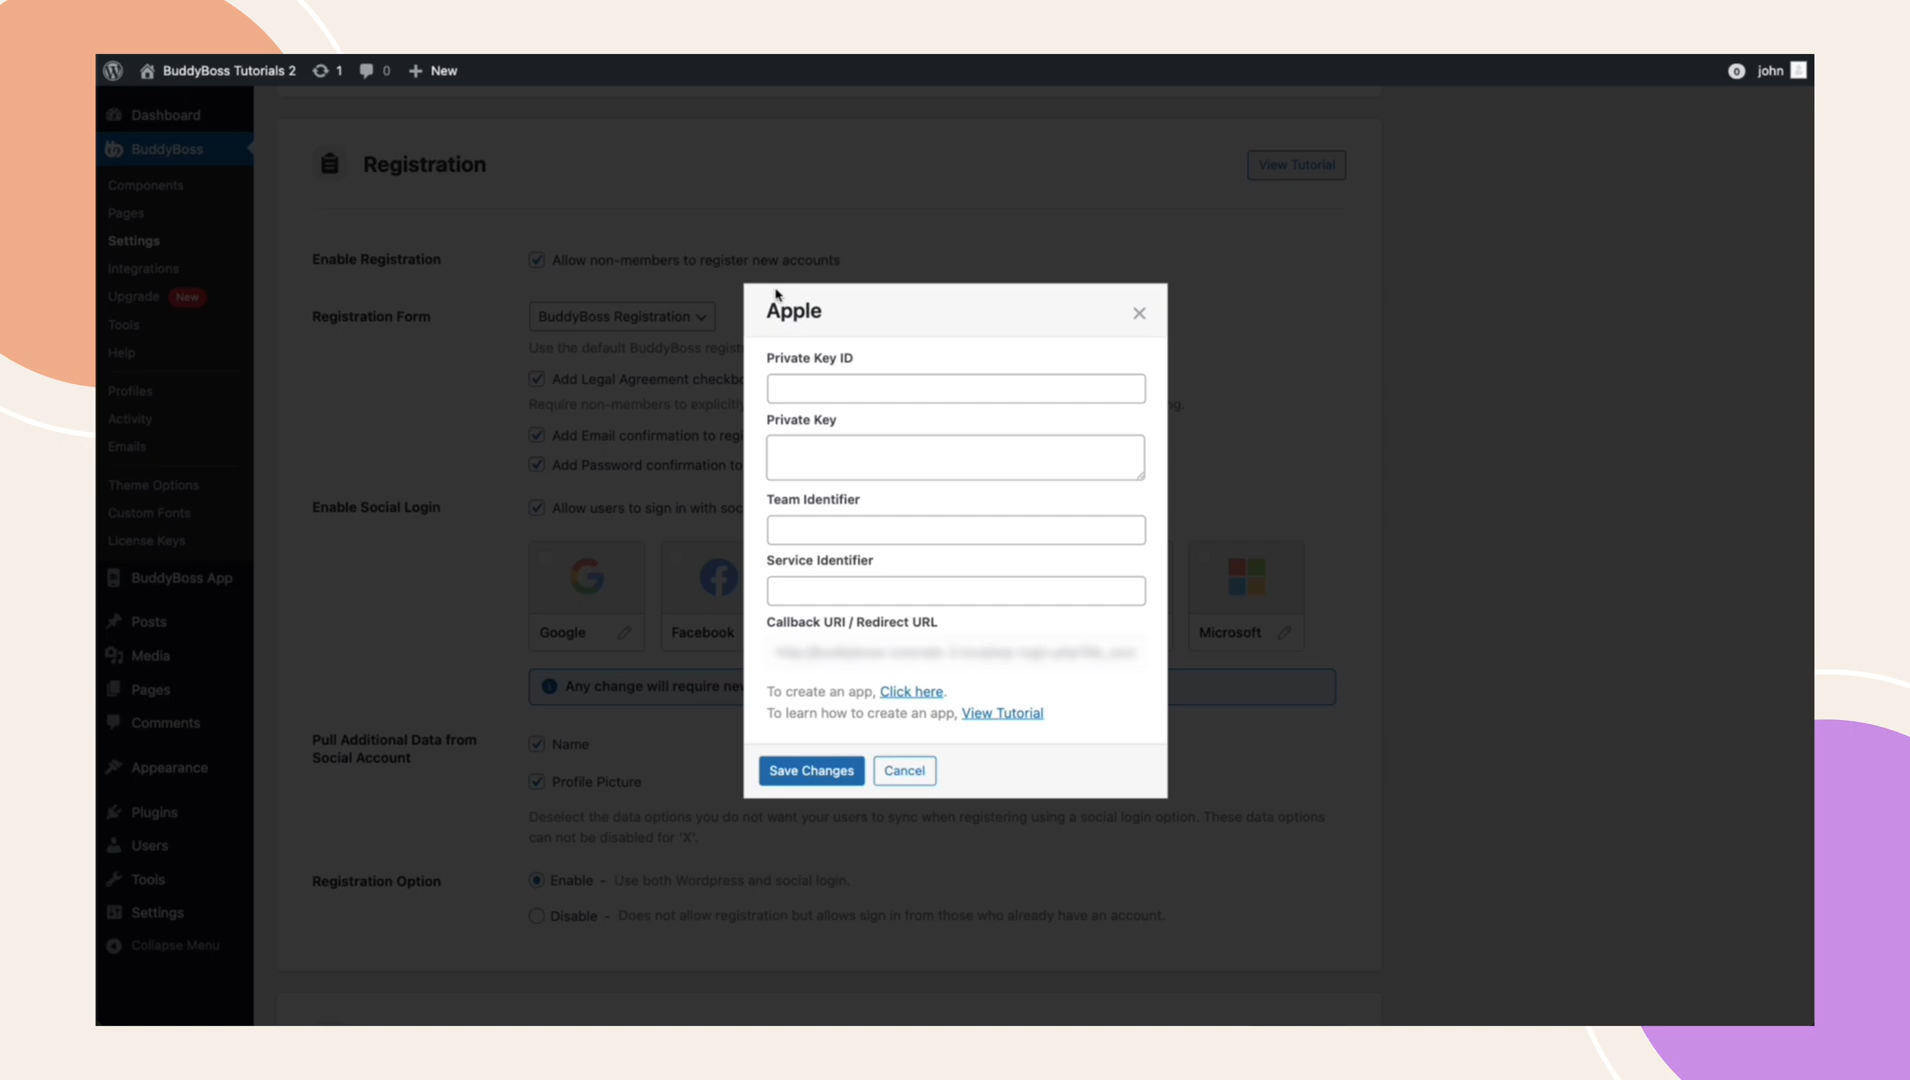 BuddyBoss Tutorials 2
1
0
New
0
john
Dashboard
BuddyBoss
Components
Pages
Settings
Integrations
Upgrade New
Tools
Help
Profiles
Activity
Emails
Theme Options
Custom Fonts
License Keys
BuddyBoss App
Posts
Media
Pages
Comments
Appearance
Plugins
Users
Tools
Settings
Collapse Menu
Registration
View Tutorial
Enable Registration
Allow non-members to register new accounts
Registration Form
BuddyBoss Registration
Use the default BuddyBoss
Add Legal Agreement
Require non-members to explicitly
Add Email confirmation to
Add Password confirmation to
Enable Social Login
Allow users to sign in with
Google
Facebook
Microsoft
Any change will require
Pull Additional Data from
Social Account
Name
Profile Picture
Deselect the data options you do not want your users to sync when registering using a social login option. These data options
can not be disabled for 'X'.
Registration Option
Enable - Use both Wordpress and social login.
Disable - Does not allow registration but allows sign in from those who already have an account.
Apple
Private Key ID
Private Key
Team Identifier
Service Identifier
Callback URI / Redirect URL
To create an app, Click here.
To learn how to create an app, View Tutorial
Save Changes
Cancel